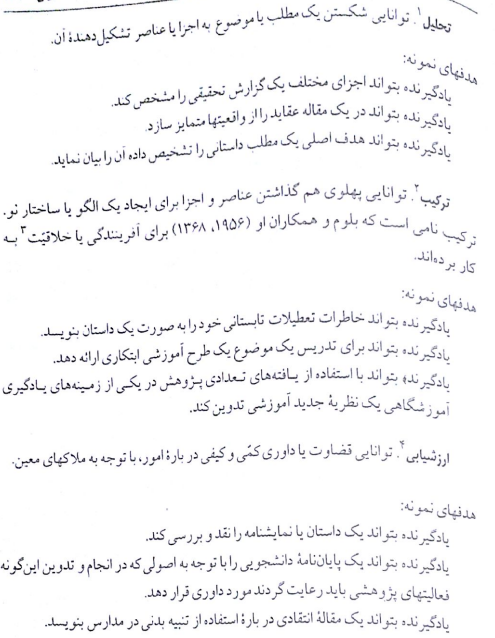 تحلیل۱. توانایی شکستن یک مطلب یا موضوع به اجزا یا عناصر تشکیل‌دهندهٔ آن.
هدفهای نمونه:
یادگیرنده بتواند اجزای مختلف یک گزارش تحقیقی را مشخص کند.
یادگیرنده بتواند در یک مقاله عقاید را از واقعیتها متمایز سازد.
یادگیرنده بتواند هدف اصلی یک مطلب داستانی را تشخیص داده آن را بیان نماید.
ترکیب۲. توانایی پهلوی هم گذاشتن عناصر و اجزا برای ایجاد یک الگو یا ساختار نو.
ترکیب نامی است که بلوم و همکاران او (۱۹۵۶، ۱۳۶۸) برای آفرینندگی یا خلاقیّت۳ به
کار برده‌اند.
هدفهای نمونه:
یادگیرنده بتواند خاطرات تعطیلات تابستانی خود را به صورت یک داستان بنویسد.
یادگیرنده بتواند برای تدریس یک موضوع یک طرح آموزشی ابتکاری ارائه دهد.
یادگیرنده بتواند با استفاده از یافته‌های تعدادی پژوهش در یکی از زمینه‌های یادگیری
آموزشگاهی یک نظریهٔ جدید آموزشی تدوین کند.
ارزشیابی۴. توانایی قضاوت یا داوری کمّی و کیفی در بارهٔ امور، با توجه به ملاکهای معین.
هدفهای نمونه:
یادگیرنده بتواند یک داستان یا نمایشنامه را نقد و بررسی کند.
یادگیرنده بتواند یک پایان‌نامهٔ دانشجویی را با توجه به اصولی که در انجام و تدوین این‌گونه
فعالیتهای پژوهشی باید رعایت گردند مورد داوری قرار دهد.
یادگیرنده بتواند یک مقالهٔ انتقادی در بارهٔ استفاده از تنبیه بدنی در مدارس بنویسد.